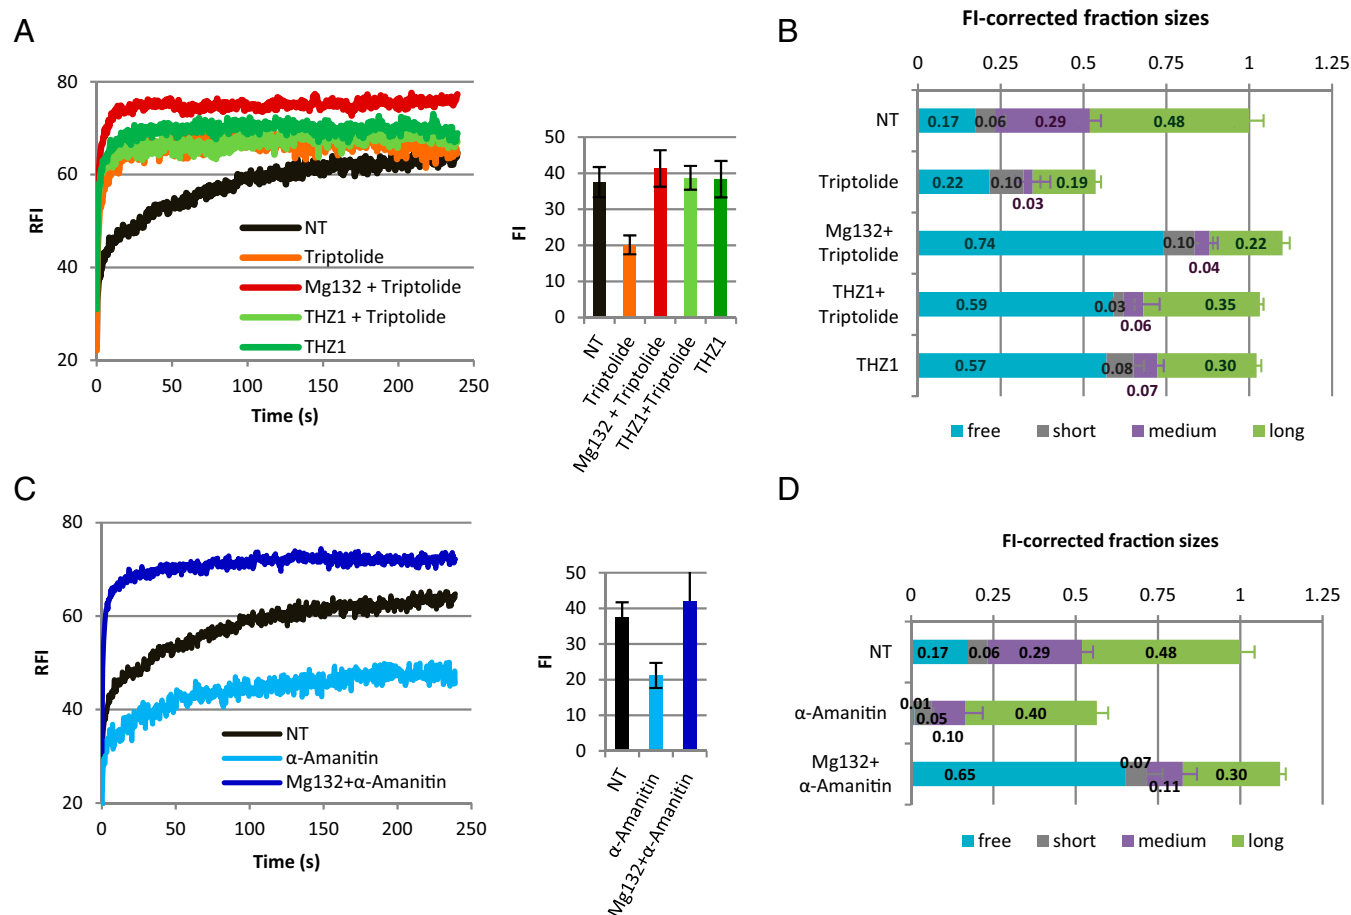 A
80
60
40
20
RFI
0
50
100
150
200
250
Time (s)
NT
Triptolide
Mg132 + Triptolide
THZ1 + Triptolide
THZ1
50
40
30
20
10
0
FI
NT
Triptolide
Mg132 + Triptolide
THZ1+Triptolide
THZ1
B
FI-corrected fraction sizes
0 0.25 0.5 0.75 1 1.25
NT
0.17 0.06 0.29 0.48
Triptolide
0.22 0.10 0.19
0.03
Mg132+
Triptolide
0.74 0.10 0.22
0.04
THZ1+
Triptolide
0.59 0.03 0.35
0.06
THZ1
0.57 0.08 0.30
0.07
free short medium long
C
80
60
40
20
RFI
0
50
100
150
200
250
Time (s)
NT
α-Amanitin
Mg132+α-Amanitin
50
40
30
20
10
0
FI
NT
α-Amanitin
Mg132+α-Amanitin
D
FI-corrected fraction sizes
0 0.25 0.5 0.75 1 1.25
NT
0.17 0.06 0.29 0.48
α-Amanitin
0.01
0.05 0.40
0.10
Mg132+
α-Amanitin
0.07
0.65 0.30
0.11
free short medium long